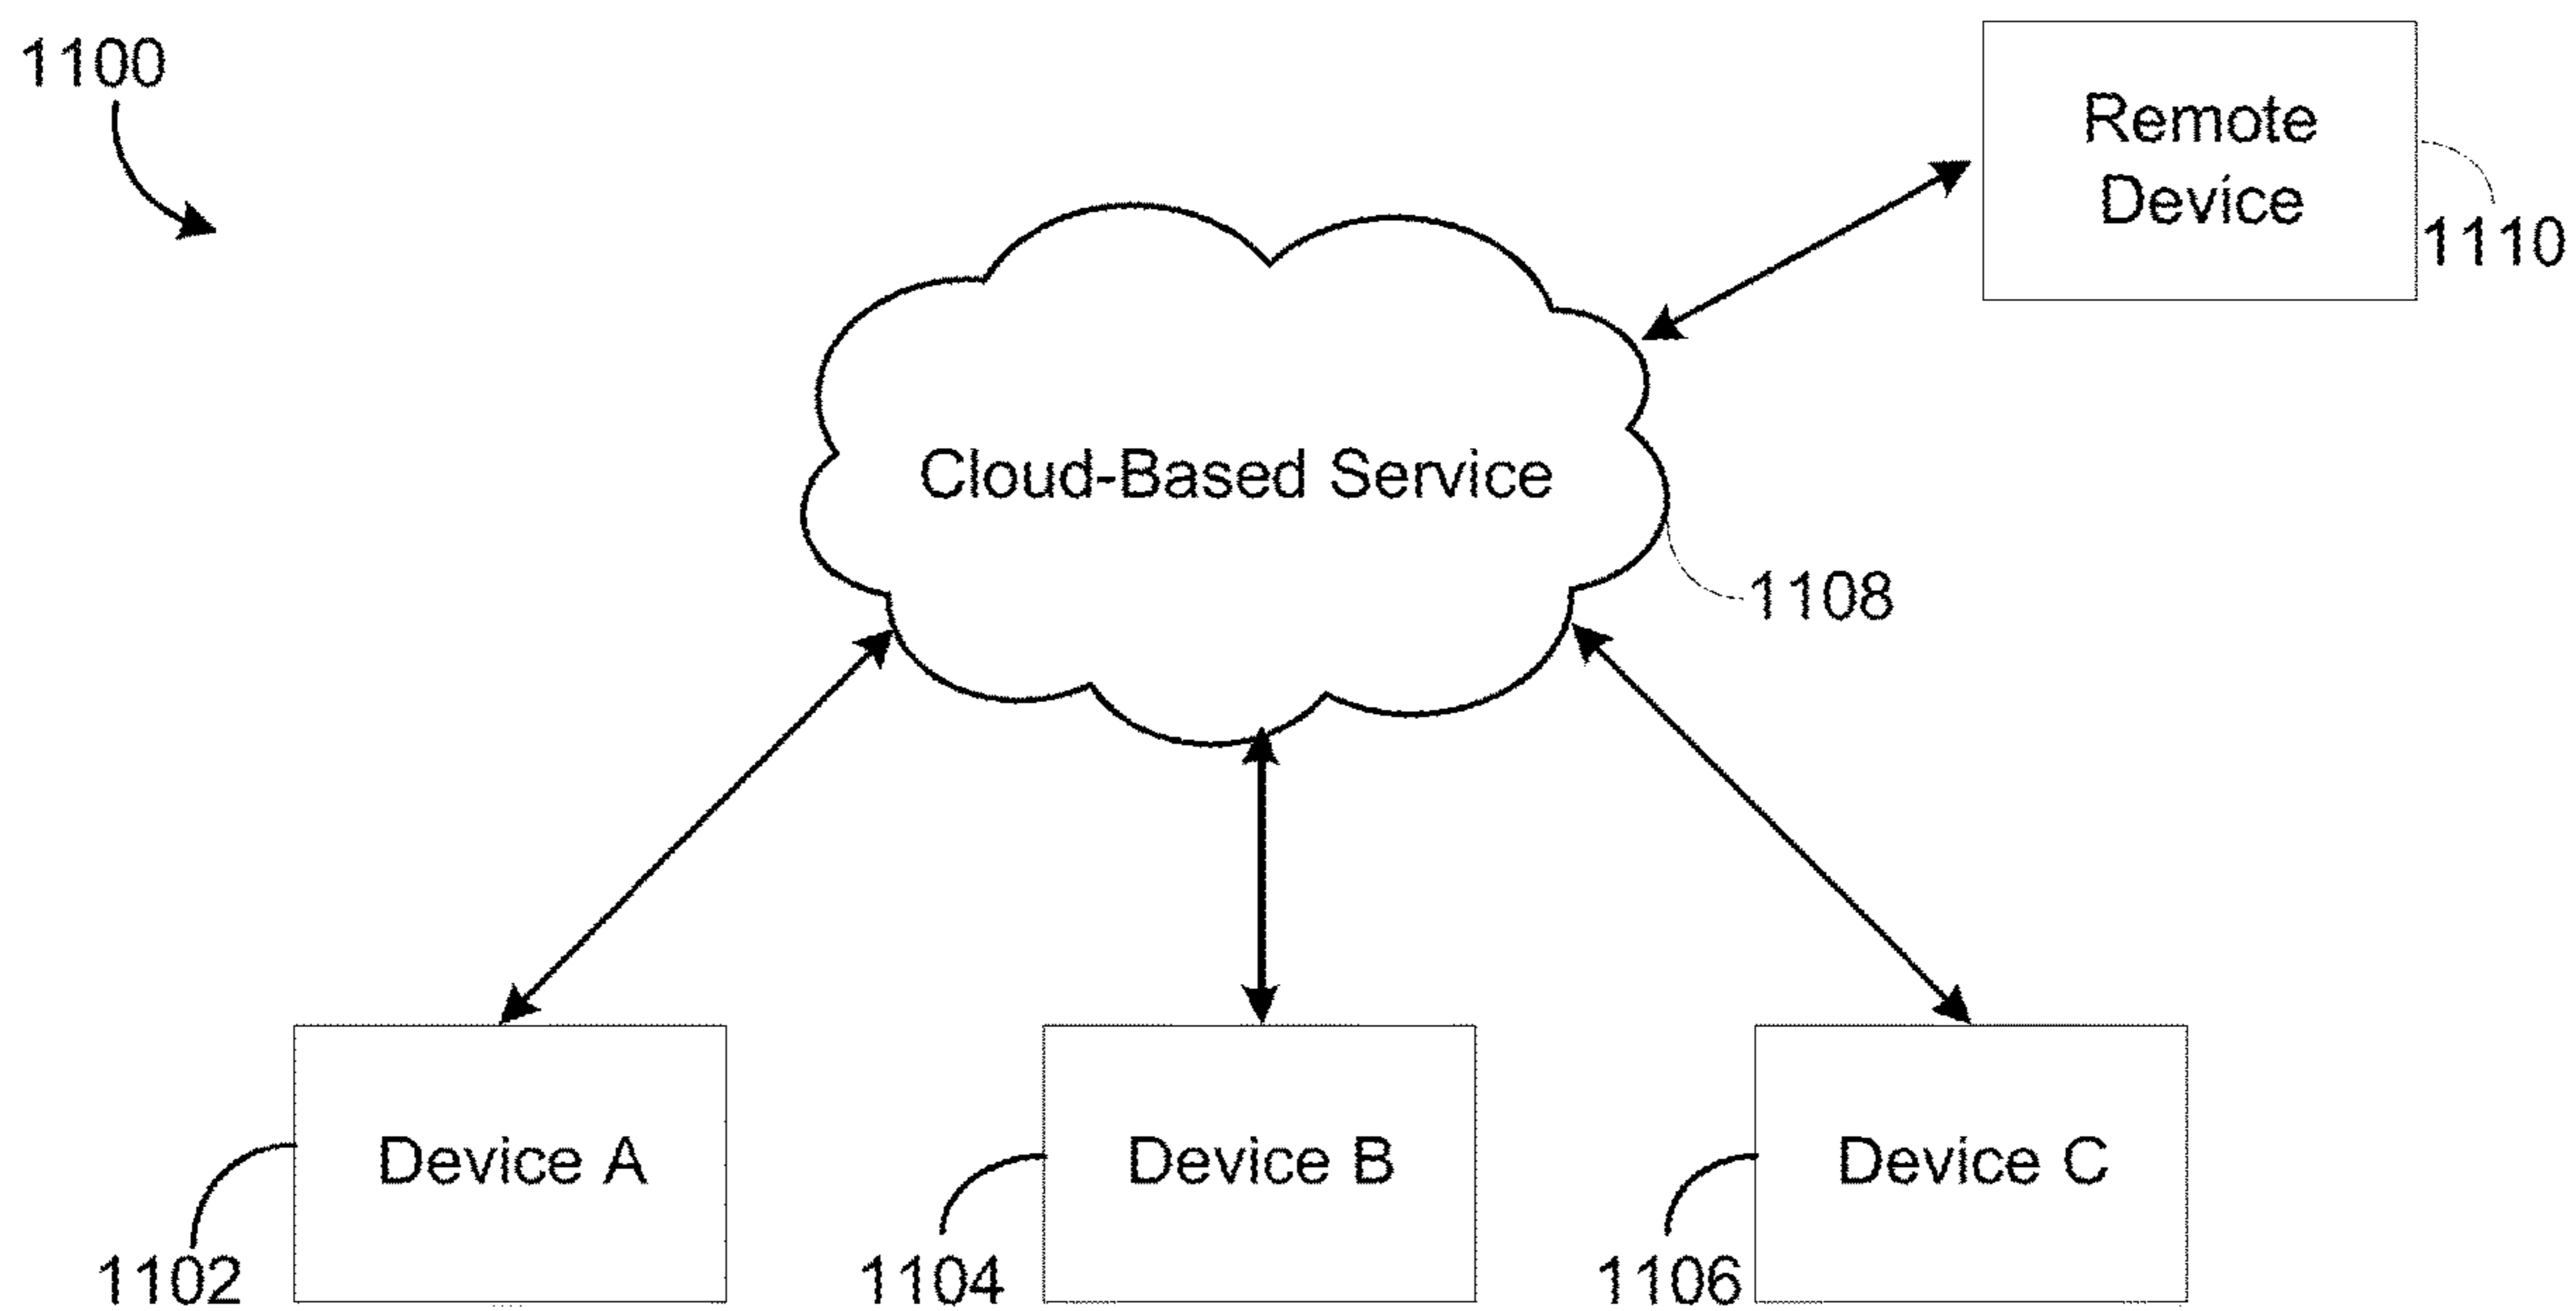 1100
Remote
Device
1110
Cloud-Based Service
1108
Device A
Device B
Device C
1102
1104
1106